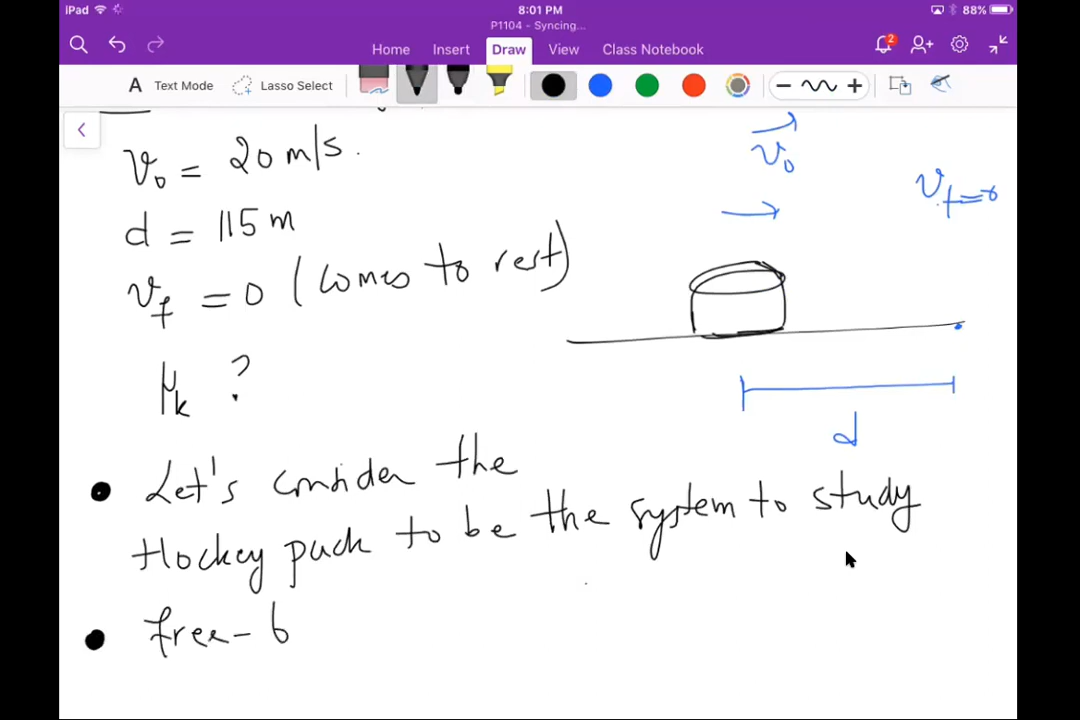 iPad
8:01 PM
88%
P1104 - Syncing...
Home Insert Draw View Class Notebook
2
A Text Mode Lasso Select
v₀ = 20 m/s.
d = 115 m
v_f = 0 (comes to rest)
μ_k ?
v₀
v_f = 0
d
• Let's consider the
Hockey puck to be the system to study
• free-b